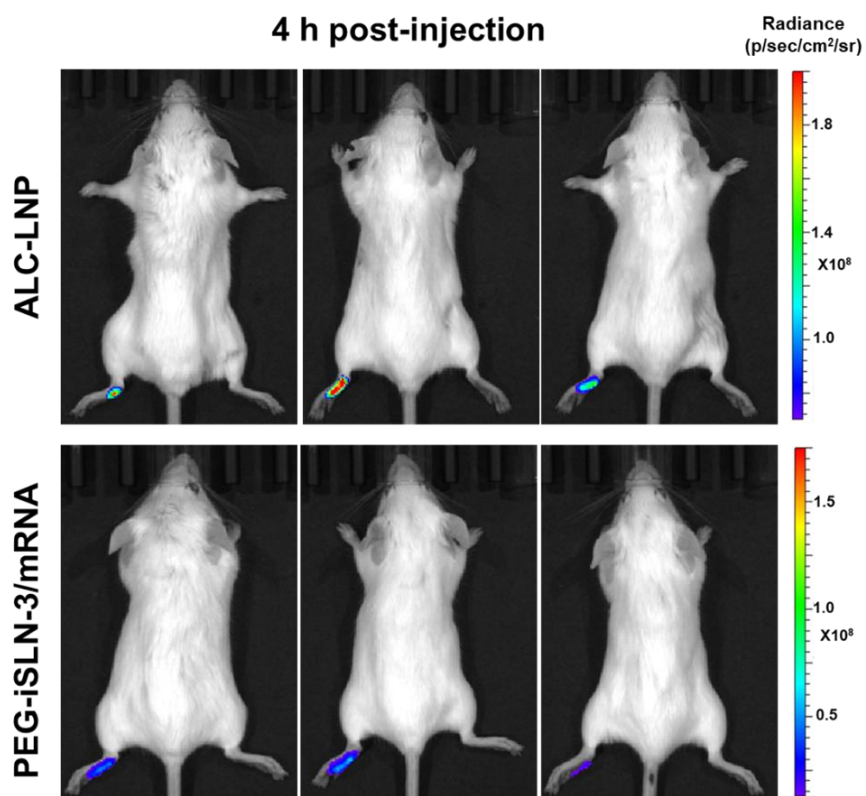 4 h post-injection
Radiance
(p/sec/cm²/sr)
ALC-LNP
1.8
1.4
X10⁸
1.0
PEG-iSLN-3/mRNA
1.5
1.0
X10⁸
0.5